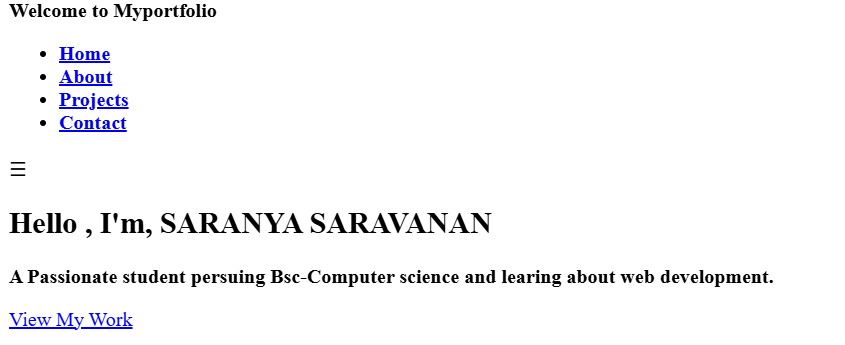 Welcome to Myportfolio
Home
About
Projects
Contact
☰
Hello , I'm, SARANYA SARAVANAN
A Passionate student persuing Bsc-Computer science and learing about web development.
View My Work